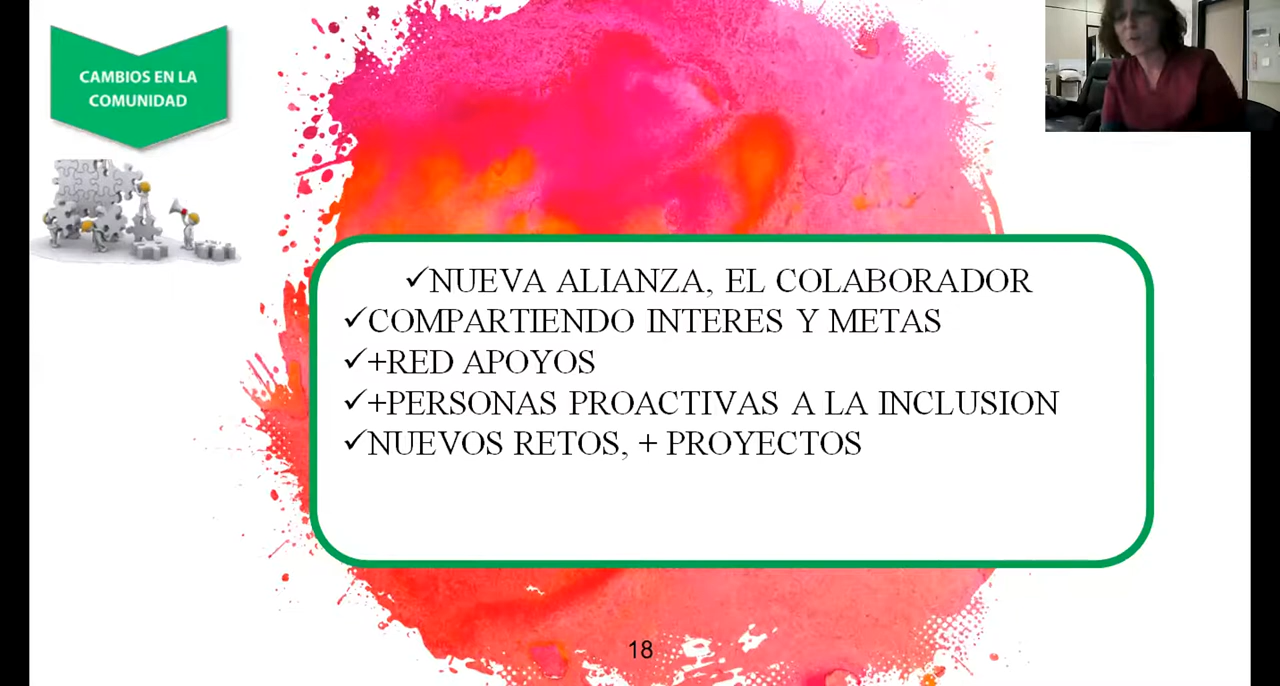 CAMBIOS EN LA
COMUNIDAD
✓NUEVA ALIANZA, EL COLABORADOR
✓COMPARTIENDO INTERES Y METAS
✓+RED APOYOS
✓+PERSONAS PROACTIVAS A LA INCLUSION
✓NUEVOS RETOS, + PROYECTOS
18